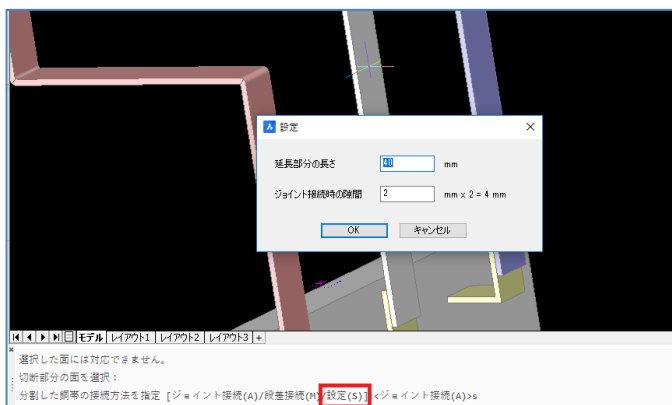 設定
延長部分の長さ 40 mm
ジョイント接続時の隙間 2 mm x 2 = 4 mm
OK キャンセル
モデル レイアウト1 レイアウト2 レイアウト3 +
選択した面には対応できません。
切断部分の面を選択:
分割した鋼帯の接続方法を指定 [ジョイント接続(A)/段差接続(M)/設定(S)] <ジョイント接続(A)>s